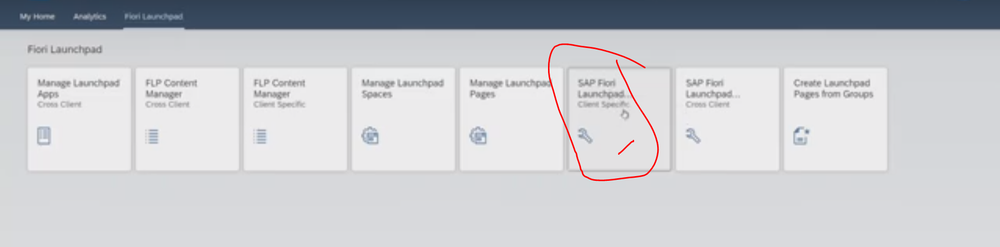 My Home Analytics Fiori Launchpad
Fiori Launchpad
Manage Launchpad
Apps
Cross Client
FLP Content
Manager
Cross Client
FLP Content
Manager
Client Specific
Manage Launchpad
Spaces
Manage Launchpad
Pages
SAP Fiori
Launchpad...
Client Specific
SAP Fiori
Launchpad...
Cross Client
Create Launchpad
Pages from Groups